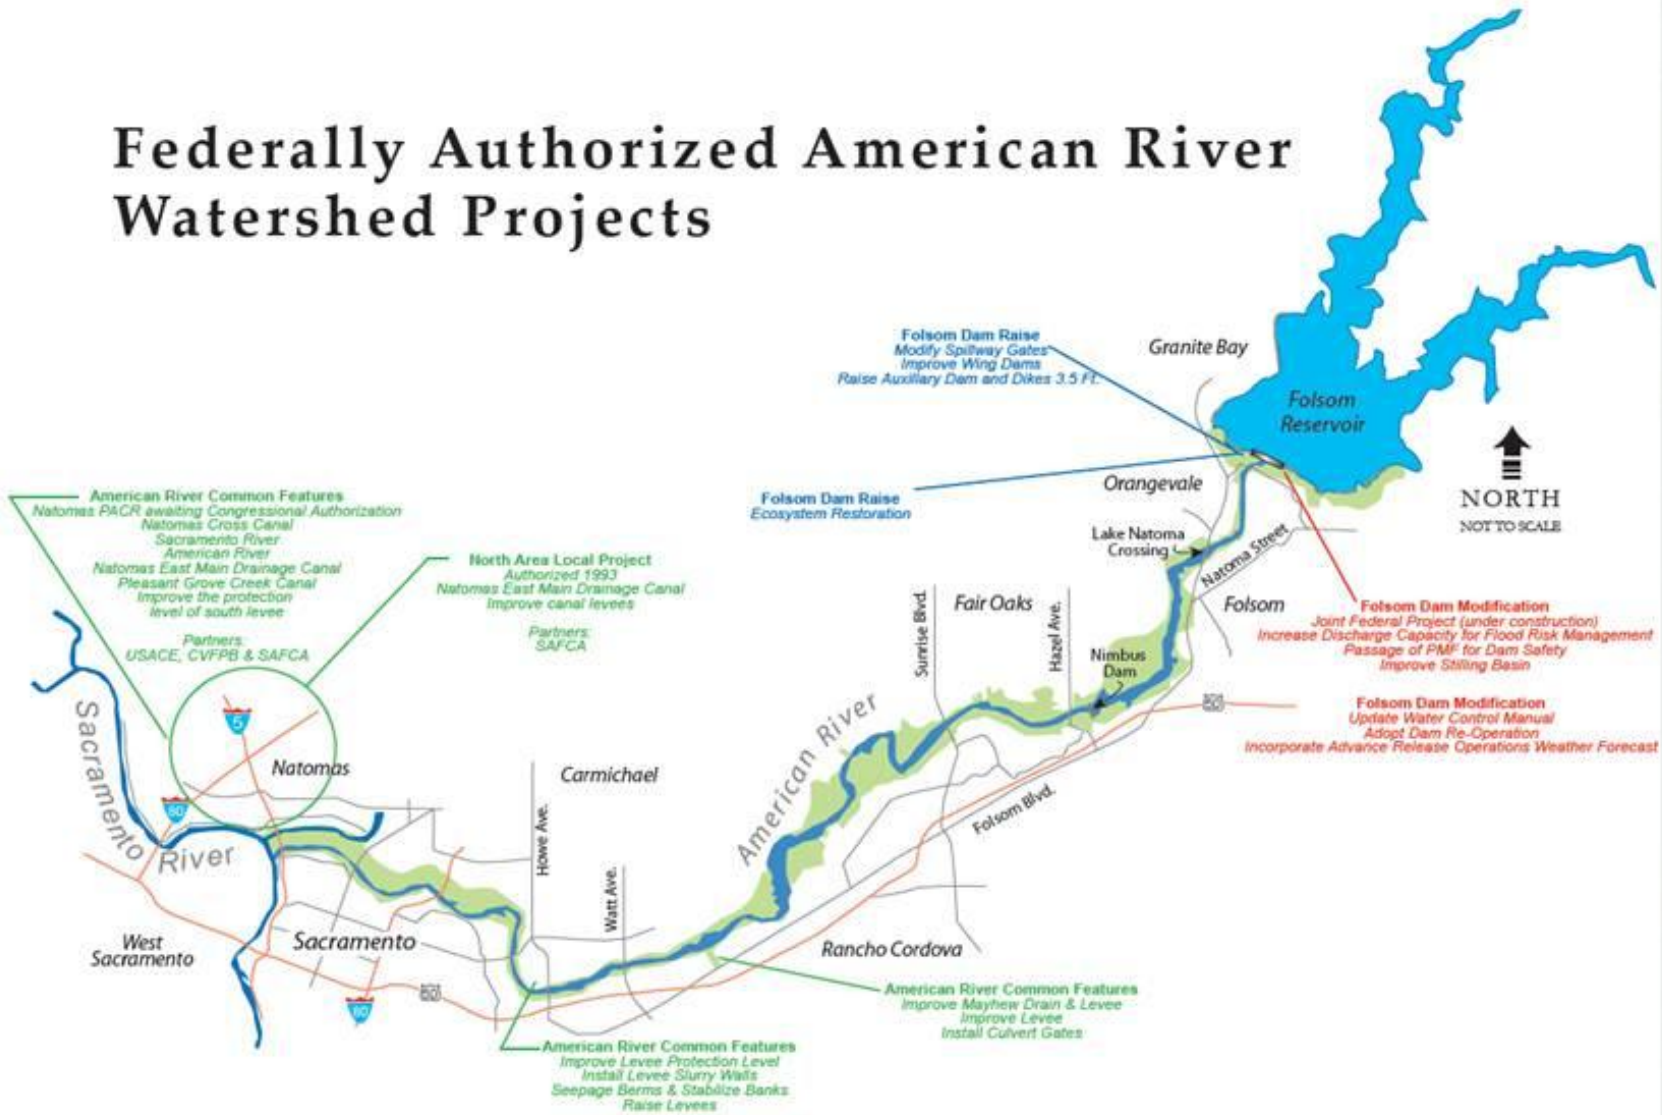 Federally Authorized American River
Watershed Projects
Folsom Dam Raise
Modify Spillway Gates
Improve Wing Dams
Raise Auxillary Dam and Dikes 3.5 Ft.
Granite Bay
Folsom
Reservoir
Orangevale
Folsom Dam Raise
Ecosystem Restoration
NORTH
NOT TO SCALE
Lake Natoma
Crossing
Natoma Street
American River Common Features
Natomas PACR awaiting Congressional Authorization
Natomas Cross Canal
Sacramento River
American River
Natomas East Main Drainage Canal
Pleasant Grove Creek Canal
Improve the protection
level of south levee
Partners:
USACE, CVFPB & SAFCA
North Area Local Project
Authorized 1993
Natomas East Main Drainage Canal
Improve canal levees
Partners:
SAFCA
Sunrise Blvd.
Fair Oaks
Hazel Ave.
Folsom
Folsom Dam Modification
Joint Federal Project (under construction)
Increase Discharge Capacity for Flood Risk Management
Passage of PMF for Dam Safety
Improve Stilling Basin
Nimbus
Dam
50
Folsom Dam Modification
Update Water Control Manual
Adopt Dam Re-Operation
Incorporate Advance Release Operations Weather Forecast
5
Natomas
80
Sacramento
River
Carmichael
American River
Howe Ave.
Watt Ave.
Folsom Blvd.
West
Sacramento
Sacramento
Rancho Cordova
50
80
American River Common Features
Improve Mayhew Drain & Levee
Improve Levee
Install Culvert Gates
American River Common Features
Improve Levee Protection Level
Install Levee Slurry Walls
Seepage Berms & Stabilize Banks
Raise Levees